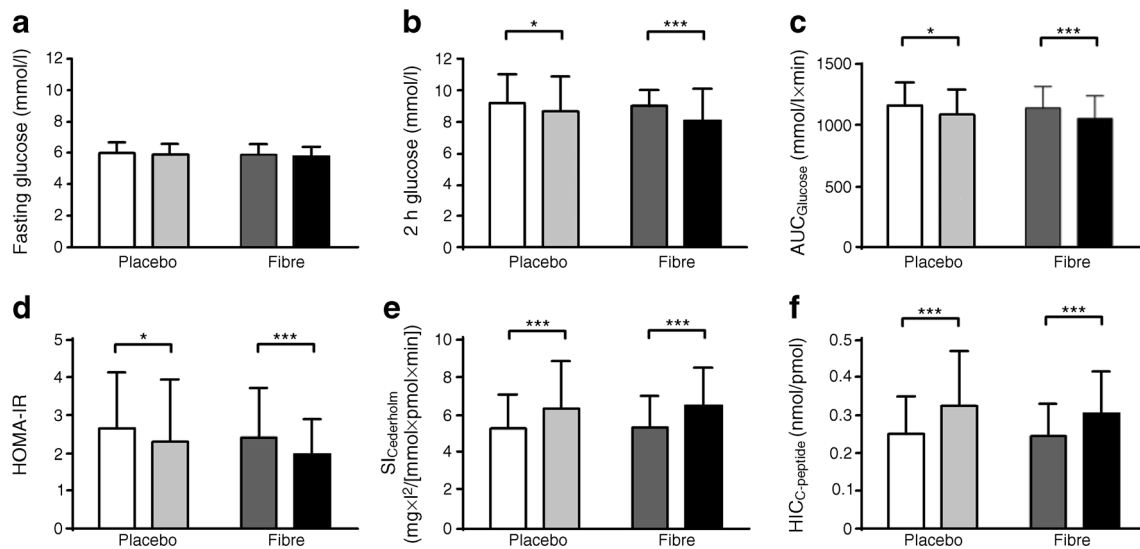 a
Fasting glucose (mmol/l)
12
10
8
6
4
2
0
Placebo Fibre
b
2 h glucose (mmol/l)
12
10
8
6
4
2
0
* ***
Placebo Fibre
c
AUCGlucose (mmol/l×min)
1500
1000
500
0
* ***
Placebo Fibre
d
HOMA-IR
5
4
3
2
1
0
* ***
Placebo Fibre
e
SICederholm
(mg×l²/[mmol×pmol×min])
10
8
6
4
2
0
*** ***
Placebo Fibre
f
HICC-peptide (nmol/pmol)
0.5
0.4
0.3
0.2
0.1
0
*** ***
Placebo Fibre